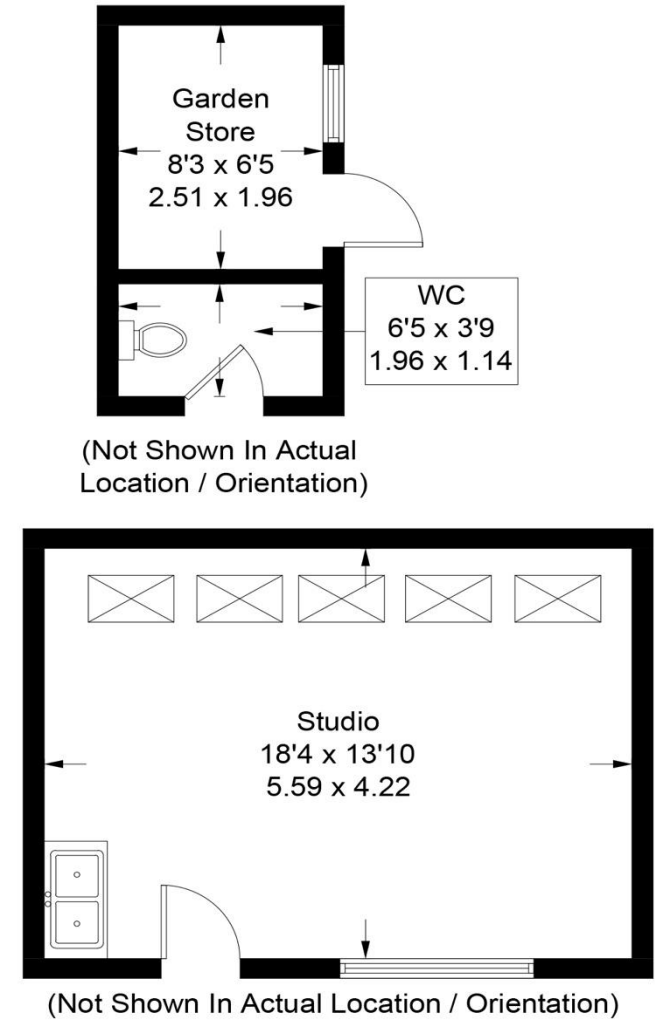 Garden
Store
8'3 x 6'5
2.51 x 1.96
WC
6'5 x 3'9
1.96 x 1.14
(Not Shown In Actual
Location / Orientation)
Studio
18'4 x 13'10
5.59 x 4.22
(Not Shown In Actual Location / Orientation)